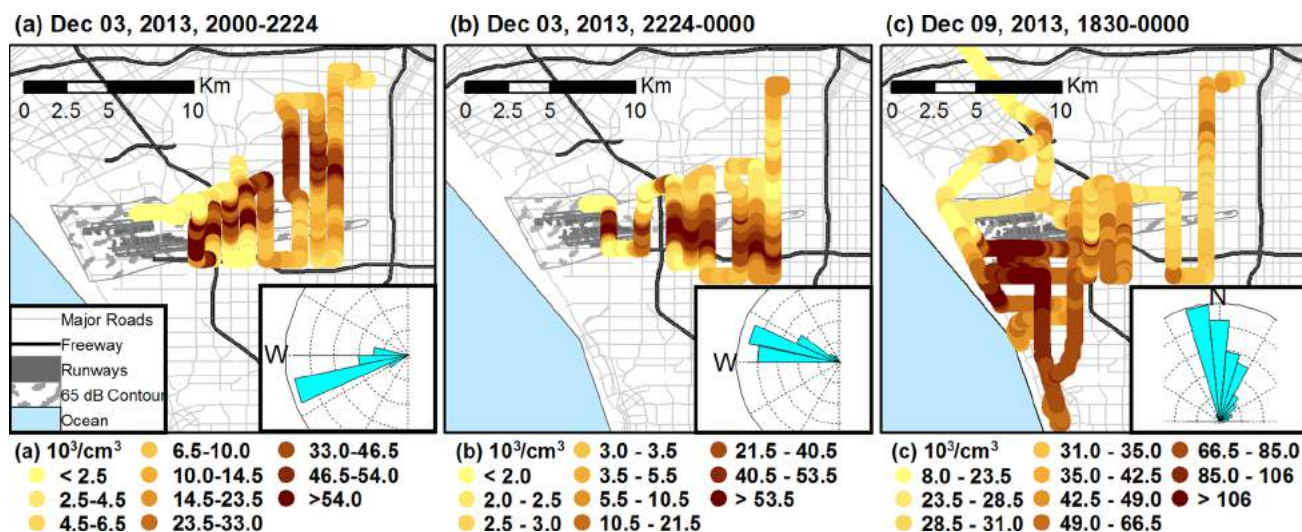 (a) Dec 03, 2013, 2000-2224
(b) Dec 03, 2013, 2224-0000
(c) Dec 09, 2013, 1830-0000
Km
0 2.5 5 10
Km
0 2.5 5 10
Km
0 2.5 5 10
Major Roads
Freeway
Runways
65 dB Contour
Ocean
W
W
N
(a) 10³/cm³
< 2.5
2.5-4.5
4.5-6.5
6.5-10.0
10.0-14.5
14.5-23.5
23.5-33.0
33.0-46.5
46.5-54.0
>54.0
(b) 10³/cm³
< 2.0
2.0 - 2.5
2.5 - 3.0
3.0 - 3.5
3.5 - 5.5
5.5 - 10.5
10.5 - 21.5
21.5 - 40.5
40.5 - 53.5
> 53.5
(c) 10³/cm³
8.0 - 23.5
23.5 - 28.5
28.5 - 31.0
31.0 - 35.0
35.0 - 42.5
42.5 - 49.0
49.0 - 66.5
66.5 - 85.0
85.0 - 106
> 106